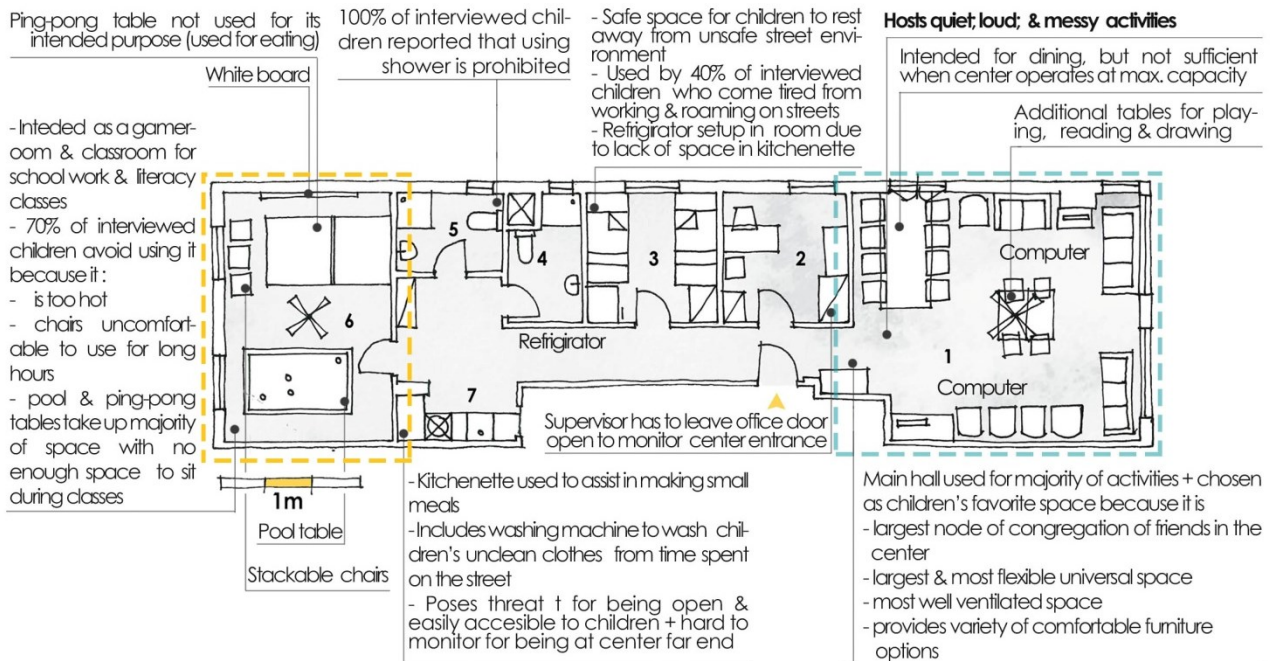 Ping-pong table not used for its
intended purpose (used for eating)
White board
- Inteded as a gamer-
oom & classroom for
school work & literacy
classes
- 70% of interviewed
children avoid using it
because it :
- is too hot
- chairs uncomfort-
able to use for long
hours
- pool & ping-pong
tables take up majority
of space with no
enough space to sit
during classes
100% of interviewed chil-
dren reported that using
shower is prohibited
- Safe space for children to rest
away from unsafe street envi-
ronment
- Used by 40% of interviewed
children who come tired from
working & roaming on streets
- Refrigirator setup in room due
to lack of space in kitchenette
Hosts quiet; loud; & messy activities
Intended for dining, but not sufficient
when center operates at max. capacity
Additional tables for play-
ing, reading & drawing
5
4
3
2
6
Computer
Refrigirator
1
7
Computer
Supervisor has to leave office door
open to monitor center entrance
1m
Pool table
Stackable chairs
- Kitchenette used to assist in making small
meals
-Includes washing machine to wash chil-
dren's unclean clothes from time spent
on the street
- Poses threat t for being open &
easily accesible to children + hard to
monitor for being at center far end
Main hall used for majority of activities + chosen
as children's favorite space because it is
- largest node of congregation of friends in the
center
- largest & most flexible universal space
- most well ventilated space
- provides variety of comfortable furniture
options